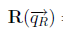 R(q⃗_R) =